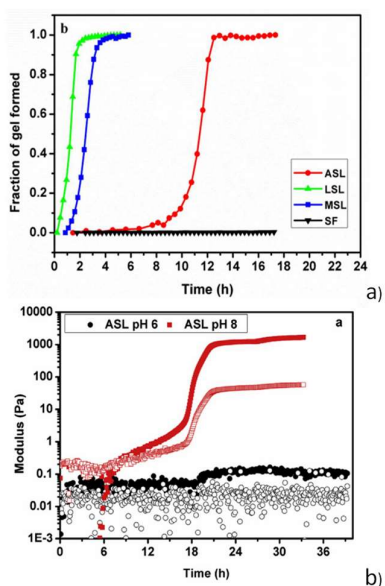 b
1.0
0.8
0.6
0.4
0.2
0.0
Fraction of gel formed
ASL
LSL
MSL
SF
0 2 4 6 8 10 12 14 16 18 20 22 24
Time (h)
a)
ASL pH 6 ASL pH 8
a
10000
1000
100
10
1
0.1
0.01
1E-3
Modulus (Pa)
0 6 12 18 24 30 36
Time (h)
b)